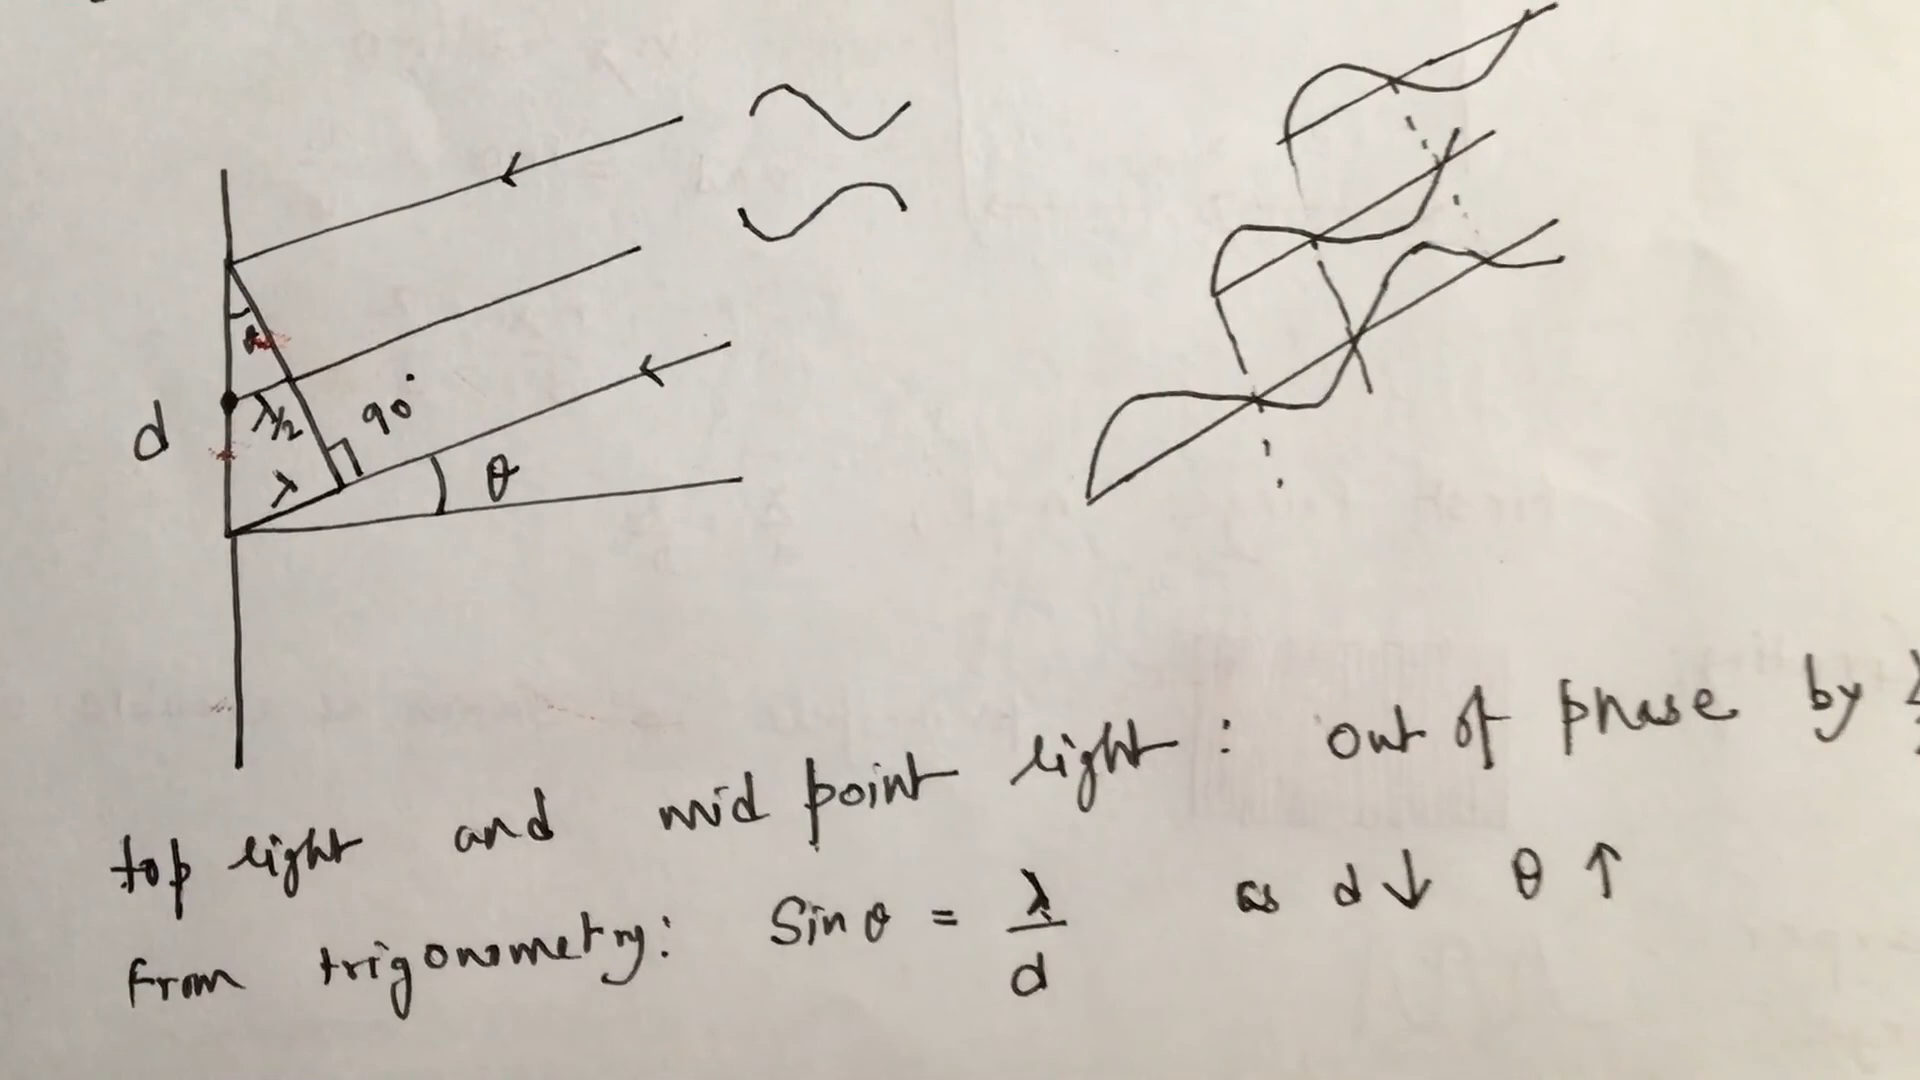 d
θ
λ/2
λ
90°
θ
top light and mid point light : out of phase by
From trigonometry: Sin θ = λ/d as d ↓ θ ↑